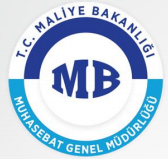 T.C. MALİYE BAKANLIĞI
MB
MUHASEBAT GENEL MÜDÜRLÜĞÜ